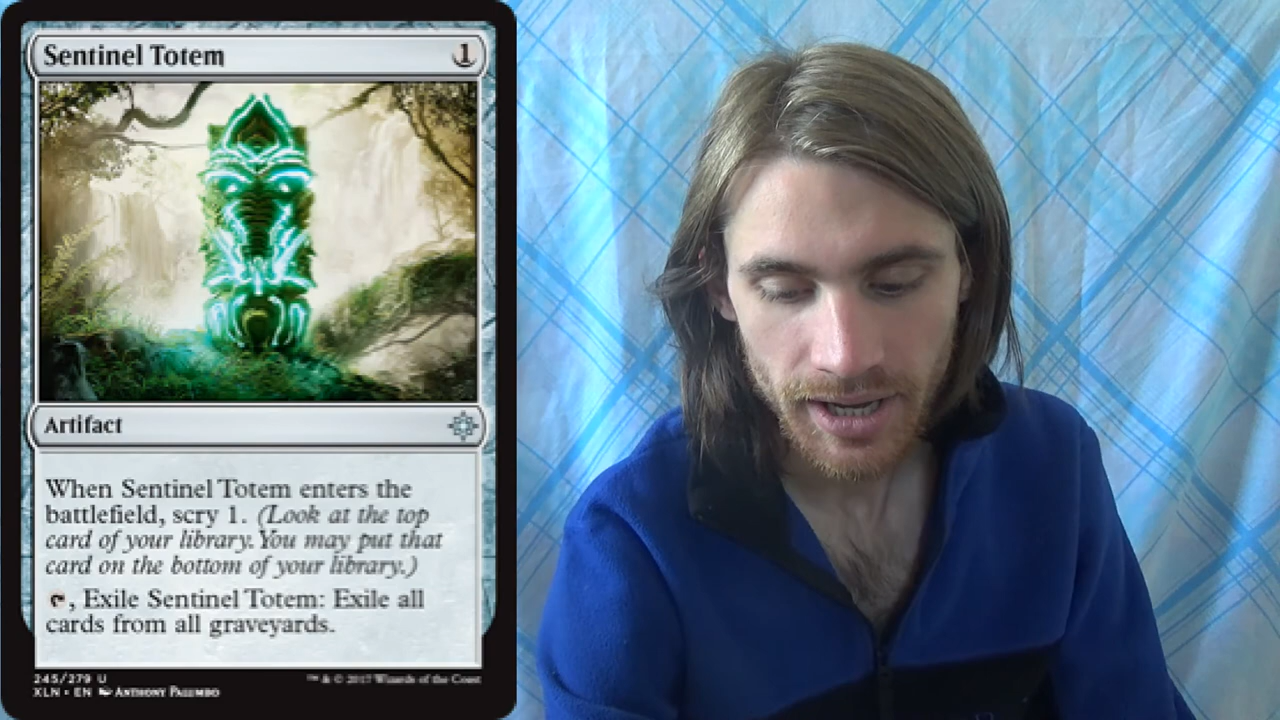 Sentinel Totem 1
Artifact
When Sentinel Totem enters the
battlefield, scry 1. (Look at the top
card of your library. You may put that
card on the bottom of your library.)
, Exile Sentinel Totem: Exile all
cards from all graveyards.
245/279 U
XLN • EN Anthony Palumbo
™ & © 2017 Wizards of the Coast